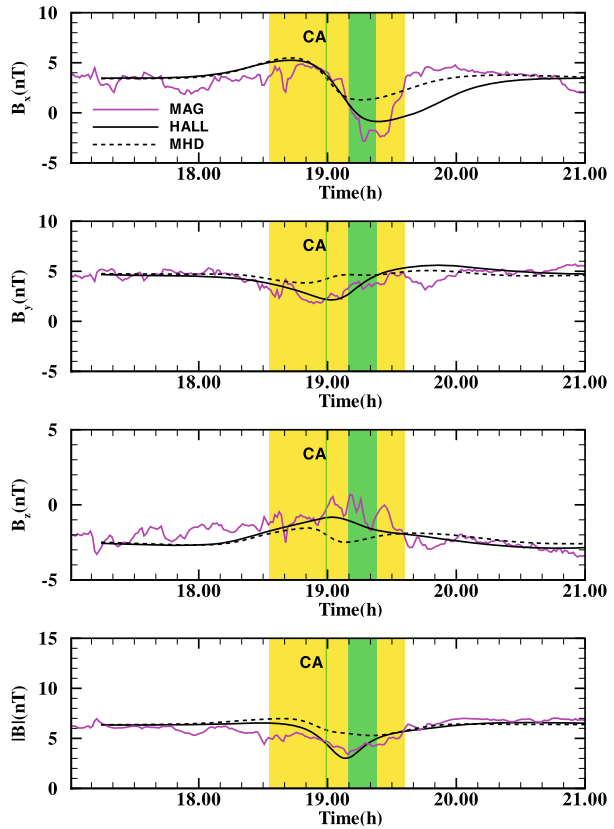 10
CA
5
B_x(nT)
0
MAG
HALL
MHD
-5
18.00 19.00 20.00 21.00
Time(h)
10
CA
5
B_y(nT)
0
-5
18.00 19.00 20.00 21.00
Time(h)
5
CA
B_z(nT)
0
-5
18.00 19.00 20.00 21.00
Time(h)
15
CA
10
|B|(nT)
5
0
18.00 19.00 20.00 21.00
Time(h)